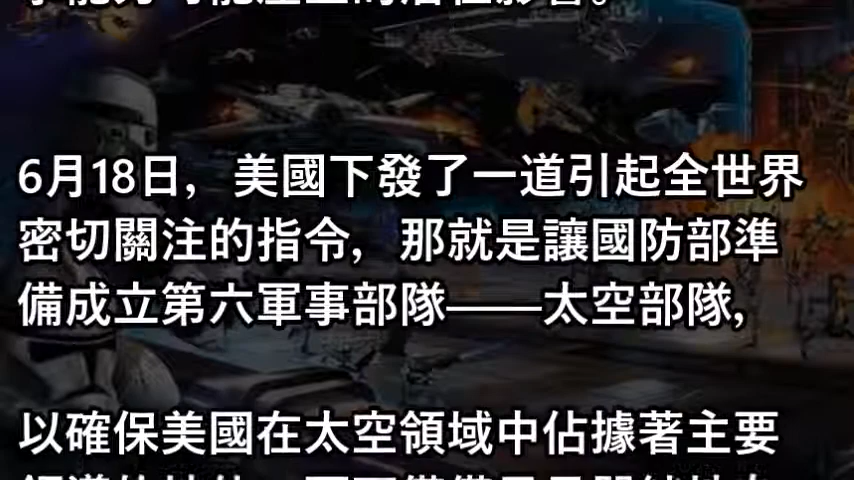 6月18日，美國下發了一道引起全世界
密切關注的指令，那就是讓國防部準
備成立第六軍事部隊——太空部隊，
以確保美國在太空領域中佔據著主要